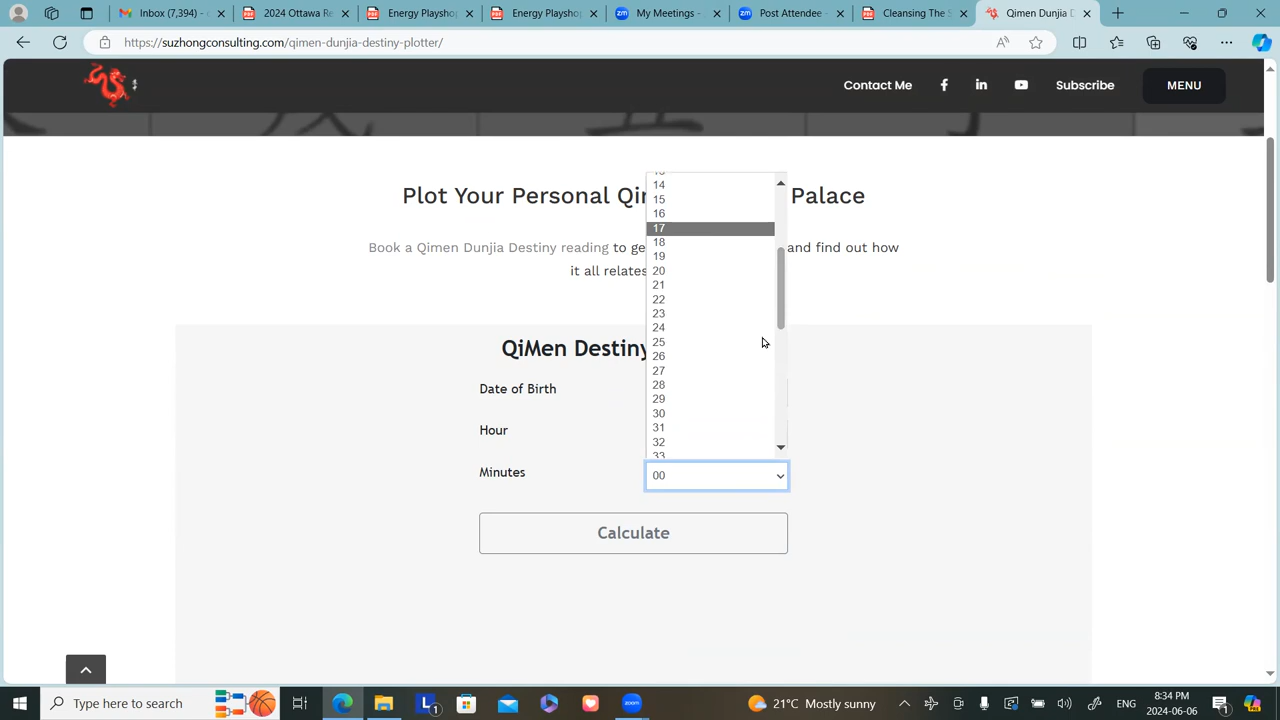 Inbox (7,394) - c
2024 Ottawa Re
Energy Playshop
Energy Playshop
My Meetings -
Post Attendee -
Cleansing The S
Qimen Dunjia D
https://suzhongconsulting.com/qimen-dunjia-destiny-plotter/
Contact Me
Subscribe
MENU
Plot Your Personal Qi
Palace
Book a Qimen Dunjia Destiny reading to ge
and find out how
it all relates
14
15
16
17
18
19
20
21
22
23
24
25
26
27
28
29
30
31
32
33
QiMen Destiny
Date of Birth
Hour
Minutes
00
Calculate
Type here to search
21°C Mostly sunny
ENG
8:34 PM
2024-06-06